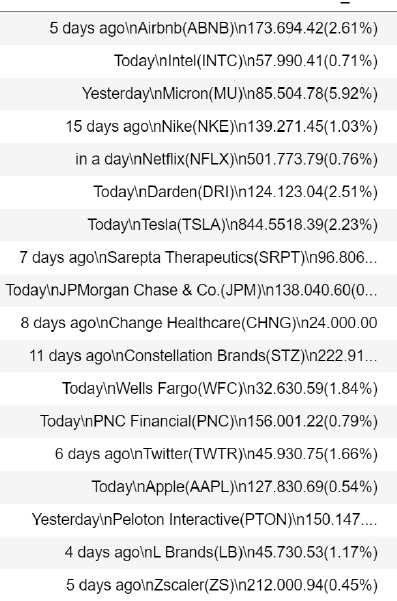 5 days ago\nAirbnb(ABNB)\n173.694.42(2.61%)
Today\nIntel(INTC)\n57.990.41(0.71%)
Yesterday\nMicron(MU)\n85.504.78(5.92%)
15 days ago\nNike(NKE)\n139.271.45(1.03%)
in a day\nNetflix(NFLX)\n501.773.79(0.76%)
Today\nDarden(DRI)\n124.123.04(2.51%)
Today\nTesla(TSLA)\n844.5518.39(2.23%)
7 days ago\nSarepta Therapeutics(SRPT)\n96.806...
Today\nJPMorgan Chase & Co.(JPM)\n138.040.60(0...
8 days ago\nChange Healthcare(CHNG)\n24.000.00
11 days ago\nConstellation Brands(STZ)\n222.91...
Today\nWells Fargo(WFC)\n32.630.59(1.84%)
Today\nPNC Financial(PNC)\n156.001.22(0.79%)
6 days ago\nTwitter(TWTR)\n45.930.75(1.66%)
Today\nApple(AAPL)\n127.830.69(0.54%)
Yesterday\nPeloton Interactive(PTON)\n150.147....
4 days ago\nL Brands(LB)\n45.730.53(1.17%)
5 days ago\nZscaler(ZS)\n212.000.94(0.45%)